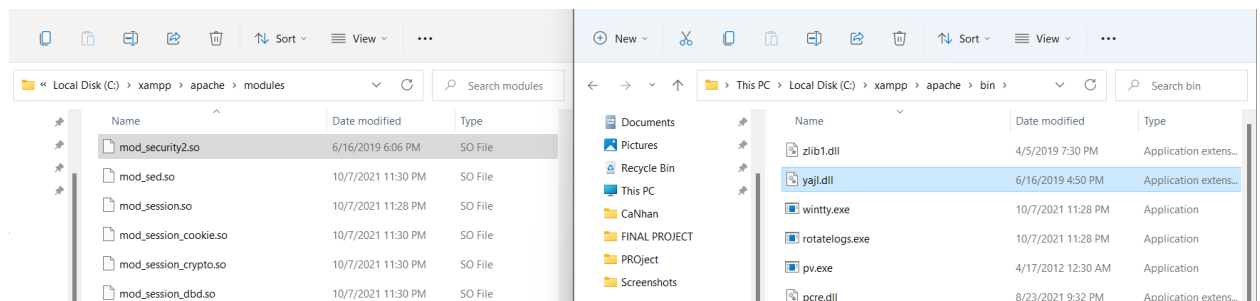 Sort View ...
« Local Disk (C:) > xampp > apache > modules
Search modules
Name Date modified Type
mod_security2.so 6/16/2019 6:06 PM SO File
mod_sed.so 10/7/2021 11:30 PM SO File
mod_session.so 10/7/2021 11:28 PM SO File
mod_session_cookie.so 10/7/2021 11:30 PM SO File
mod_session_crypto.so 10/7/2021 11:30 PM SO File
mod_session_dbd.so 10/7/2021 11:30 PM SO File
New Sort View ...
> This PC > Local Disk (C:) > xampp > apache > bin >
Search bin
Documents
Pictures
Recycle Bin
This PC
CaNhan
FINAL PROJECT
PROject
Screenshots
Name Date modified Type
zlib1.dll 4/5/2019 7:30 PM Application extens...
yajl.dll 6/16/2019 4:50 PM Application extens...
wintty.exe 10/7/2021 11:28 PM Application
rotatelogs.exe 10/7/2021 11:28 PM Application
pv.exe 4/17/2012 12:30 AM Application
pcre.dll 8/23/2021 9:32 PM Application extens...